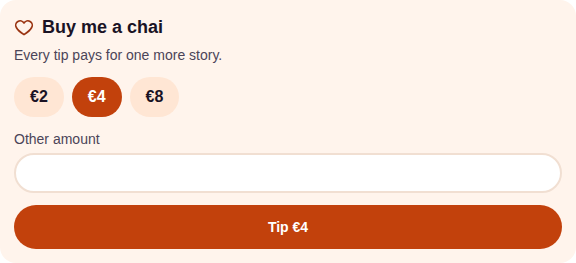 Buy me a chai
Every tip pays for one more story.
€2 €4 €8
Other amount
Tip €4